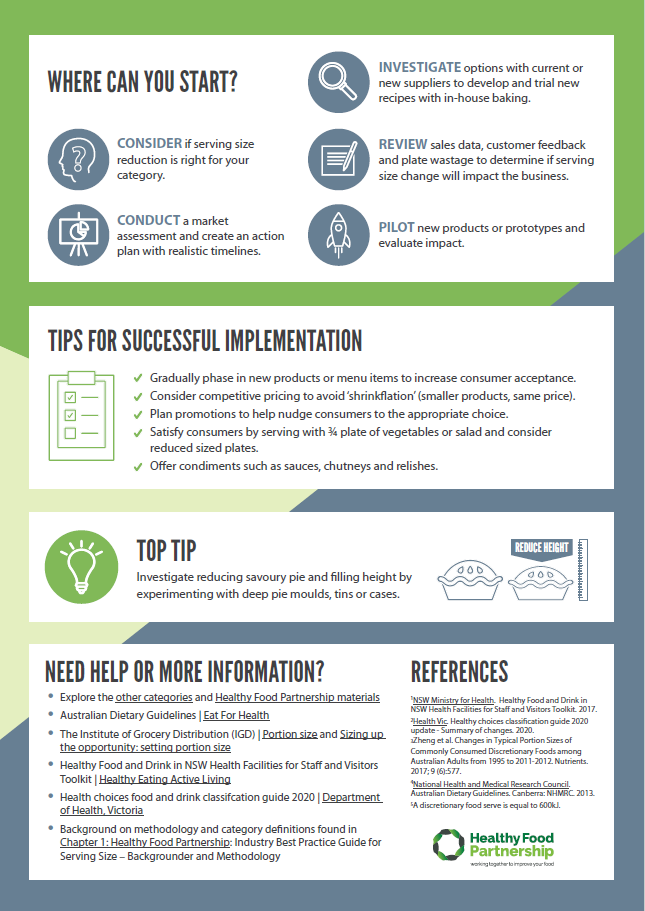 WHERE CAN YOU START?
INVESTIGATE options with current or
new suppliers to develop and trial new
recipes with in-house baking.
CONSIDER if serving size
reduction is right for your
category.
REVIEW sales data, customer feedback
and plate wastage to determine if serving
size change will impact the business.
CONDUCT a market
assessment and create an action
plan with realistic timelines.
PILOT new products or prototypes and
evaluate impact.
TIPS FOR SUCCESSFUL IMPLEMENTATION
Gradually phase in new products or menu items to increase consumer acceptance.
Consider competitive pricing to avoid 'shrinkflation' (smaller products, same price).
Plan promotions to help nudge consumers to the appropriate choice.
Satisfy consumers by serving with ¾ plate of vegetables or salad and consider
reduced sized plates.
Offer condiments such as sauces, chutneys and relishes.
TOP TIP
Investigate reducing savoury pie and filling height by
experimenting with deep pie moulds, tins or cases.
REDUCE HEIGHT
NEED HELP OR MORE INFORMATION?
• Explore the other categories and Healthy Food Partnership materials
• Australian Dietary Guidelines | Eat For Health
• The Institute of Grocery Distribution (IGD) | Portion size and Sizing up
the opportunity: setting portion size
• Healthy Food and Drink in NSW Health Facilities for Staff and Visitors
Toolkit | Healthy Eating Active Living
• Health choices food and drink classifcation guide 2020 | Department
of Health, Victoria
• Background on methodology and category definitions found in
Chapter 1: Healthy Food Partnership: Industry Best Practice Guide for
Serving Size – Backgrounder and Methodology
REFERENCES
¹NSW Ministry for Health. Healthy Food and Drink in
NSW Health Facilities for Staff and Visitors Toolkit. 2017.
²Health Vic. Healthy choices classification guide 2020
update - Summary of changes. 2020.
³Zheng et al. Changes in Typical Portion Sizes of
Commonly Consumed Discretionary Foods among
Australian Adults from 1995 to 2011-2012. Nutrients.
2017; 9 (6):577.
⁴National Health and Medical Research Council.
Australian Dietary Guidelines. Canberra: NHMRC. 2013.
⁵A discretionary food serve is equal to 600kJ.
Healthy Food
Partnership
working together to improve your food